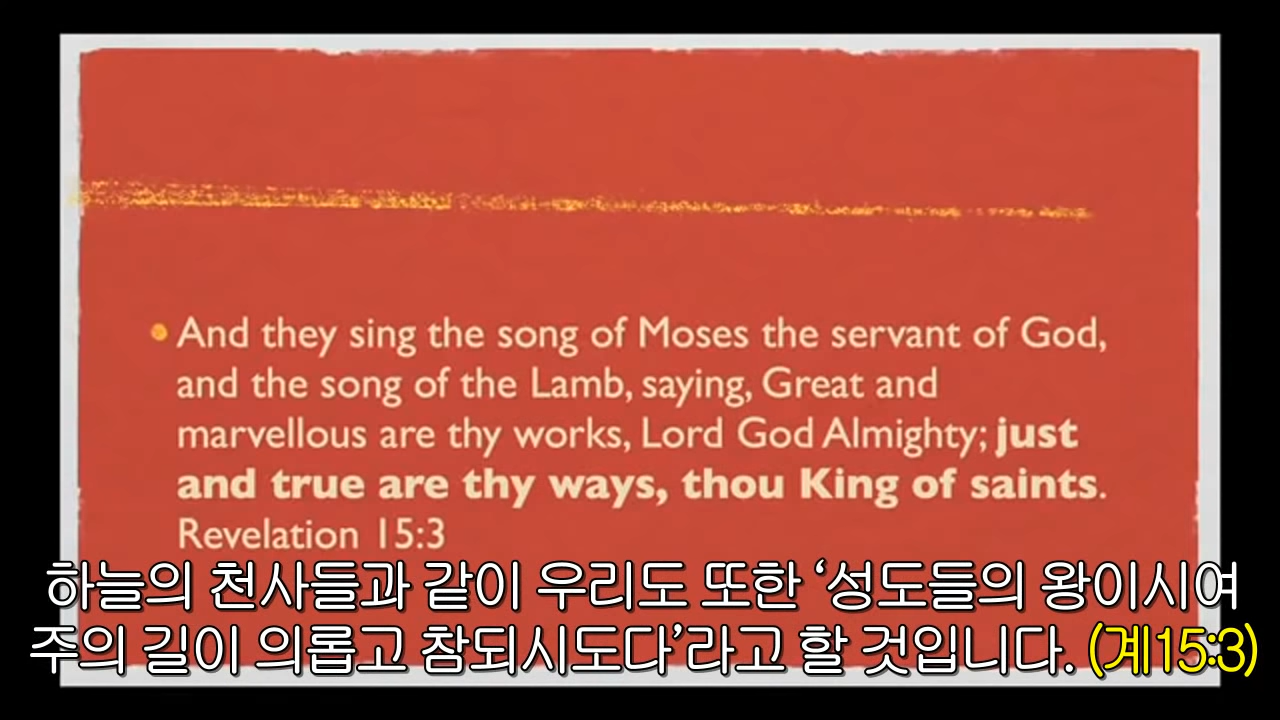 And they sing the song of Moses the servant of God,
and the song of the Lamb, saying, Great and
marvellous are thy works, Lord God Almighty; just
and true are thy ways, thou King of saints.
Revelation 15:3
하늘의 천사들과 같이 우리도 또한 ‘성도들의 왕이시여
주의 길이 의롭고 참되시도다’라고 할 것입니다. (계15:3)